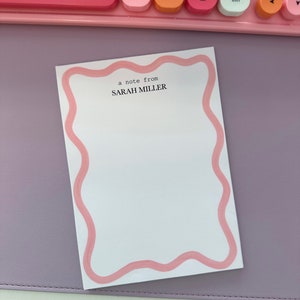 a note from
SARAH MILLER